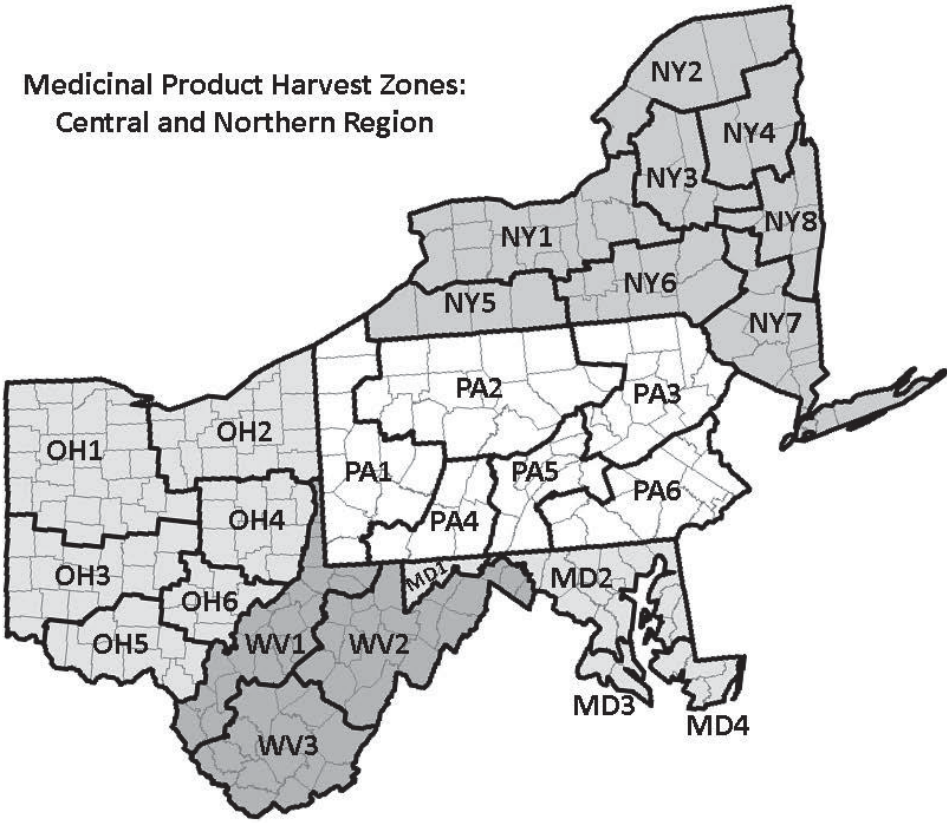 Medicinal Product Harvest Zones:
Central and Northern Region
NY2
NY4
NY3
NY8
NY1
NY6
NY5
NY7
PA2
PA3
OH2
OH1
PA1
PA5
PA6
OH4
PA4
OH3
MD1
MD2
OH6
OH5
WV1
WV2
MD3
MD4
WV3